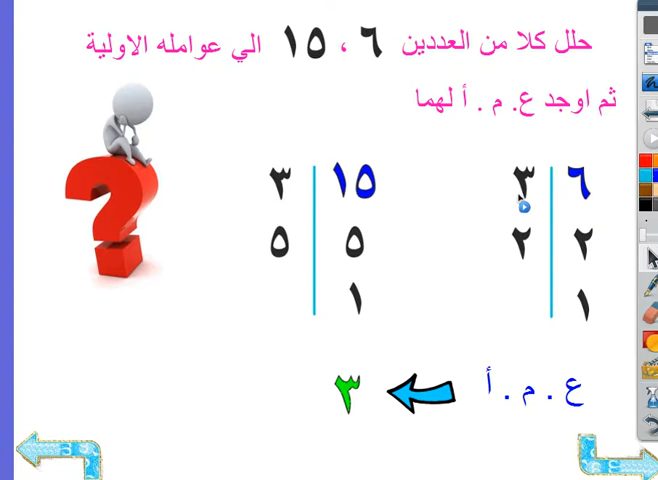 حلل كلا من العددين ٦ ، ١٥ الي عوامله الاولية
ثم اوجد ع. م . أ لهما
٦ ٣
٢ ٢
١
١٥ ٣
٥ ٥
١
ع . م . أ ٣